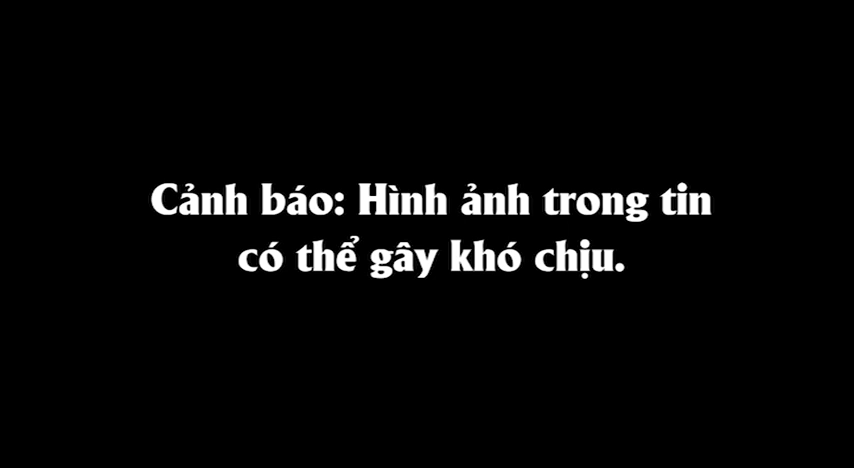 Cảnh báo: Hình ảnh trong tin
có thể gây khó chịu.